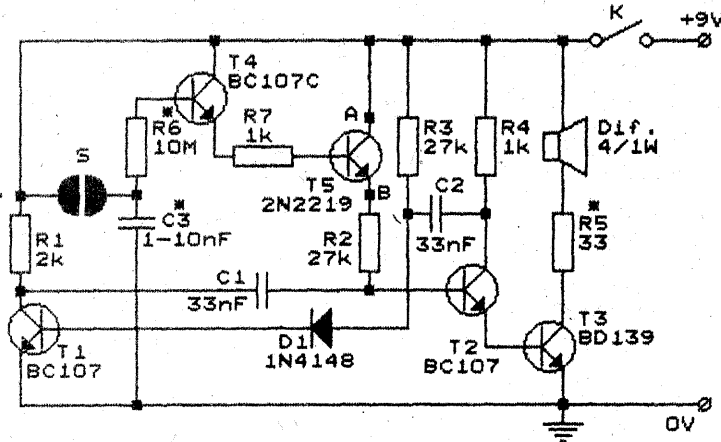 K
+9V
T4
BC107C
*
R6
10M
R7
1k
A
R3
27k
R4
1k
Dif.
4/1W
S
T5
2N2219
B
C2
33nF
*
C3
1-10nF
*
R5
33
R1
2k
R2
27k
C1
33nF
T1
BC107
D1
1N4148
T2
BC107
T3
BD139
0V